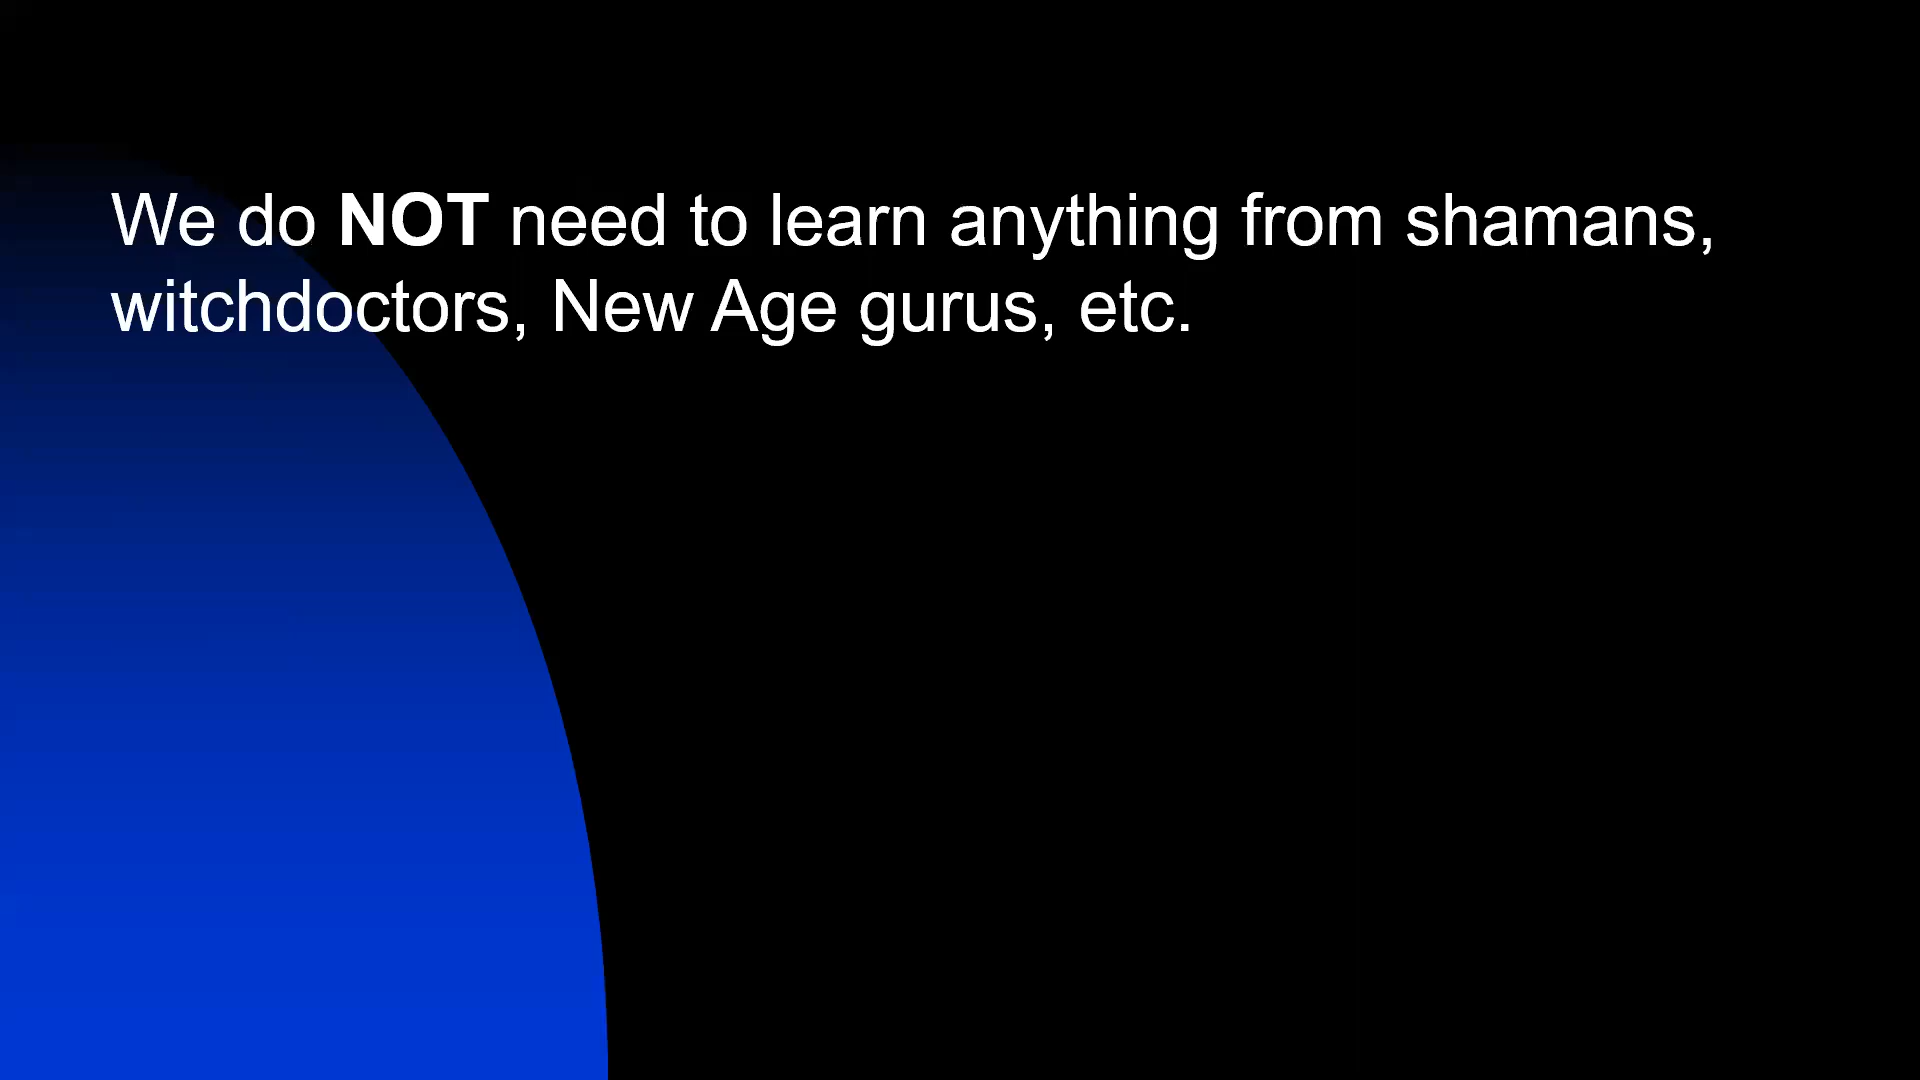 We do NOT need to learn anything from shamans,
witchdoctors, New Age gurus, etc.